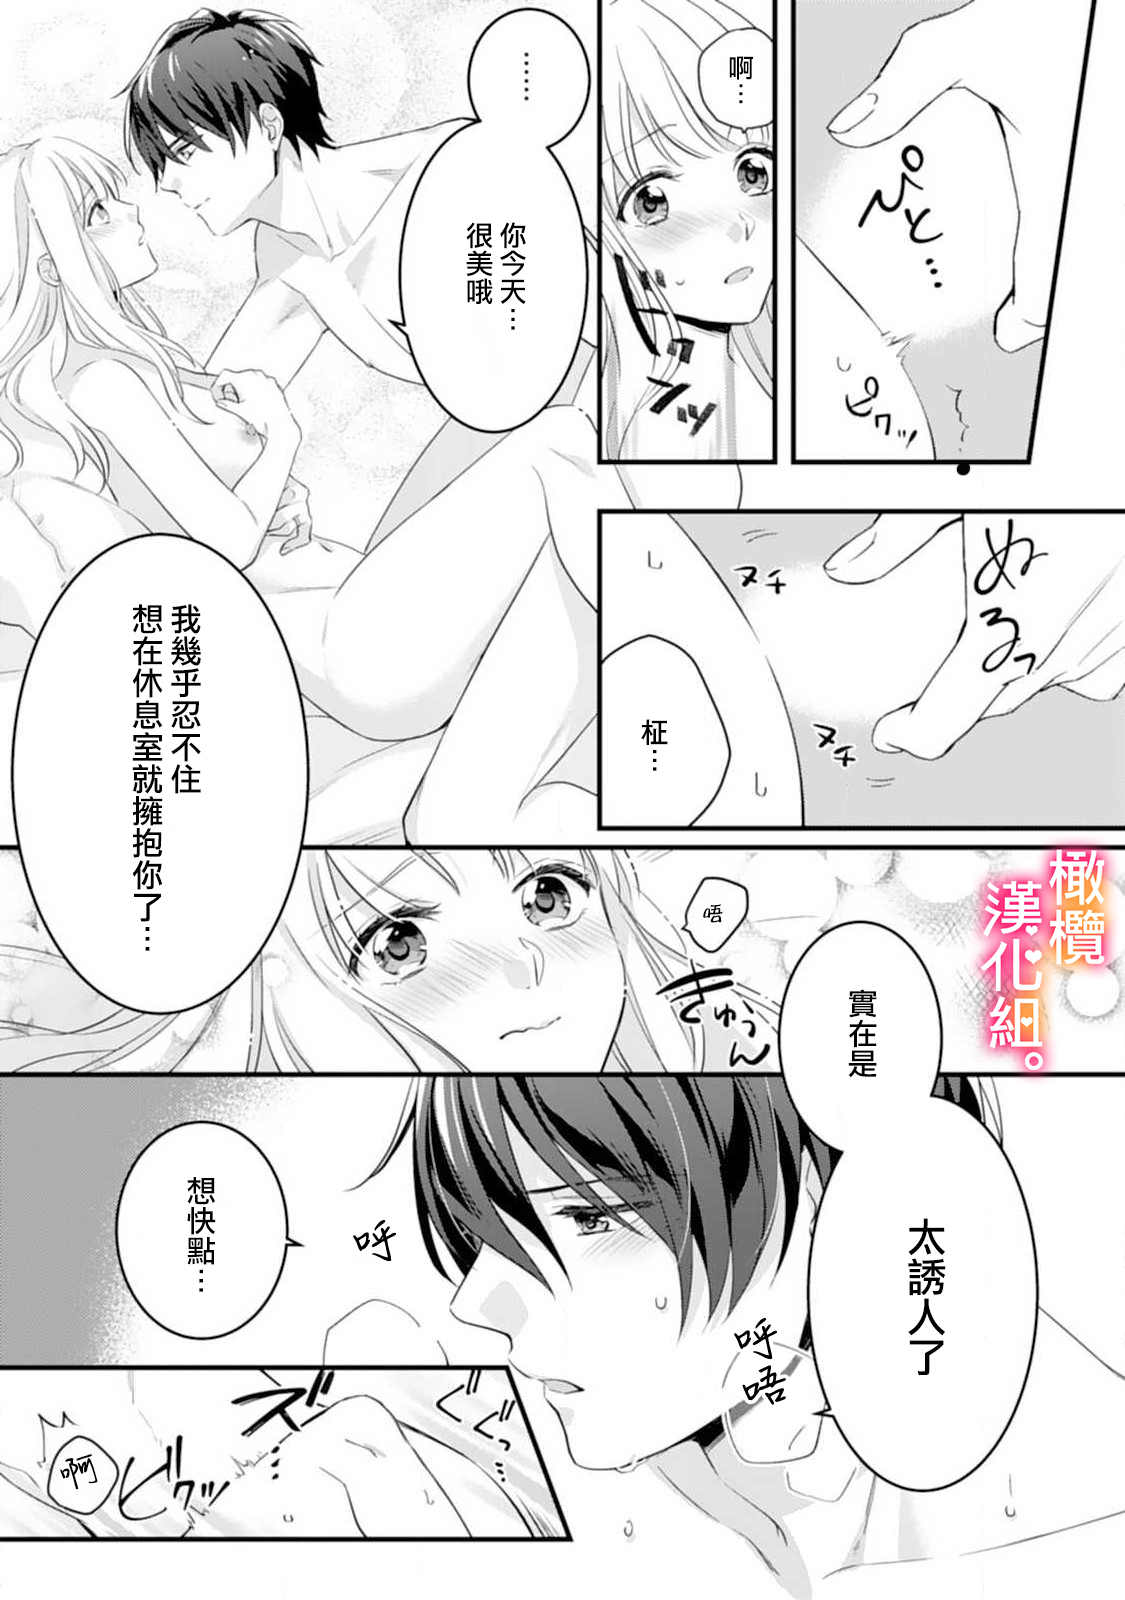 ぴと…
ピクッ
啊…
ドクッ
……
你今天…
很美哦
ぬるっ
ヌチ
ヌチ
柾…
我幾乎忍不住
想在休息室就擁抱你了…
唔
きゅうん
橄欖
漢化組。
實在是
太誘人了
想快點…
呼
呼
唔
ズ
ぐぐっ
ビクッ
啊